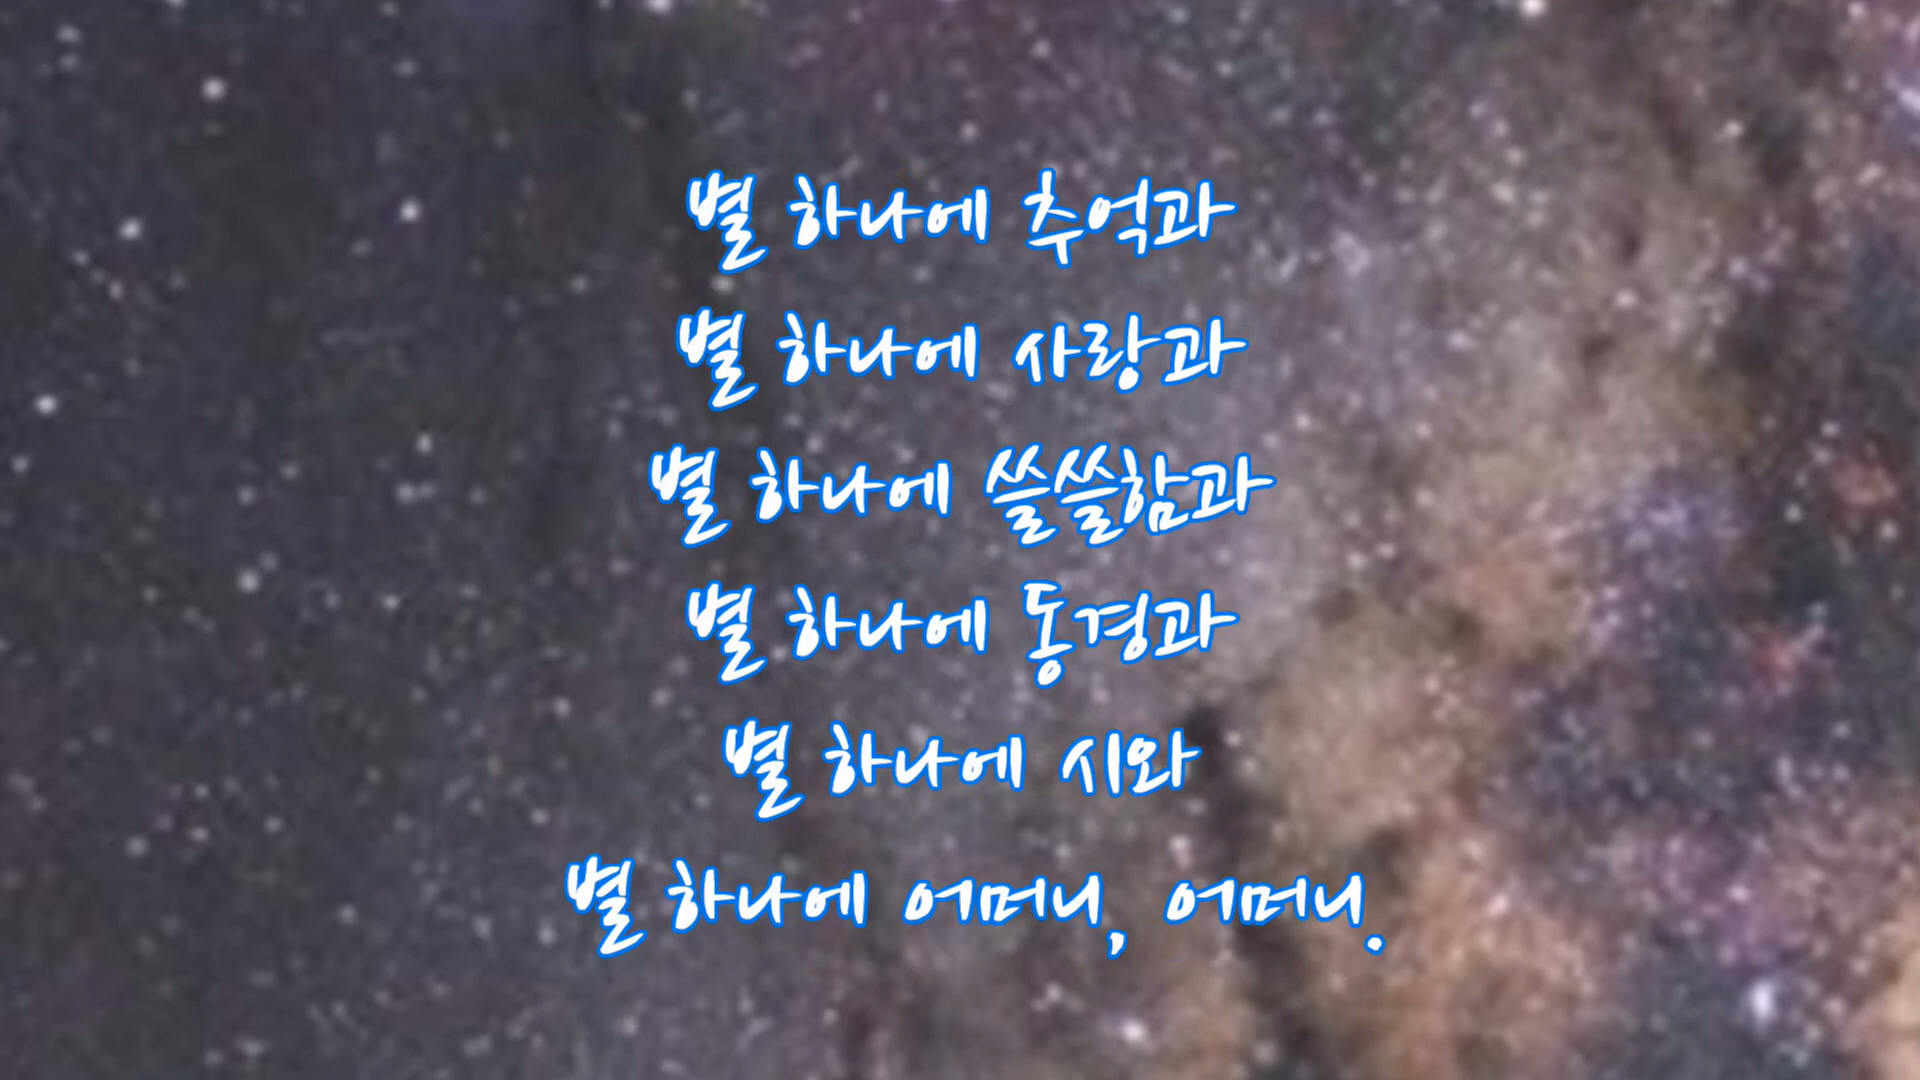 별 하나에 추억과
별 하나에 사랑과
별 하나에 쓸쓸함과
별 하나에 동경과
별 하나에 시와
별 하나에 어머니, 어머니.